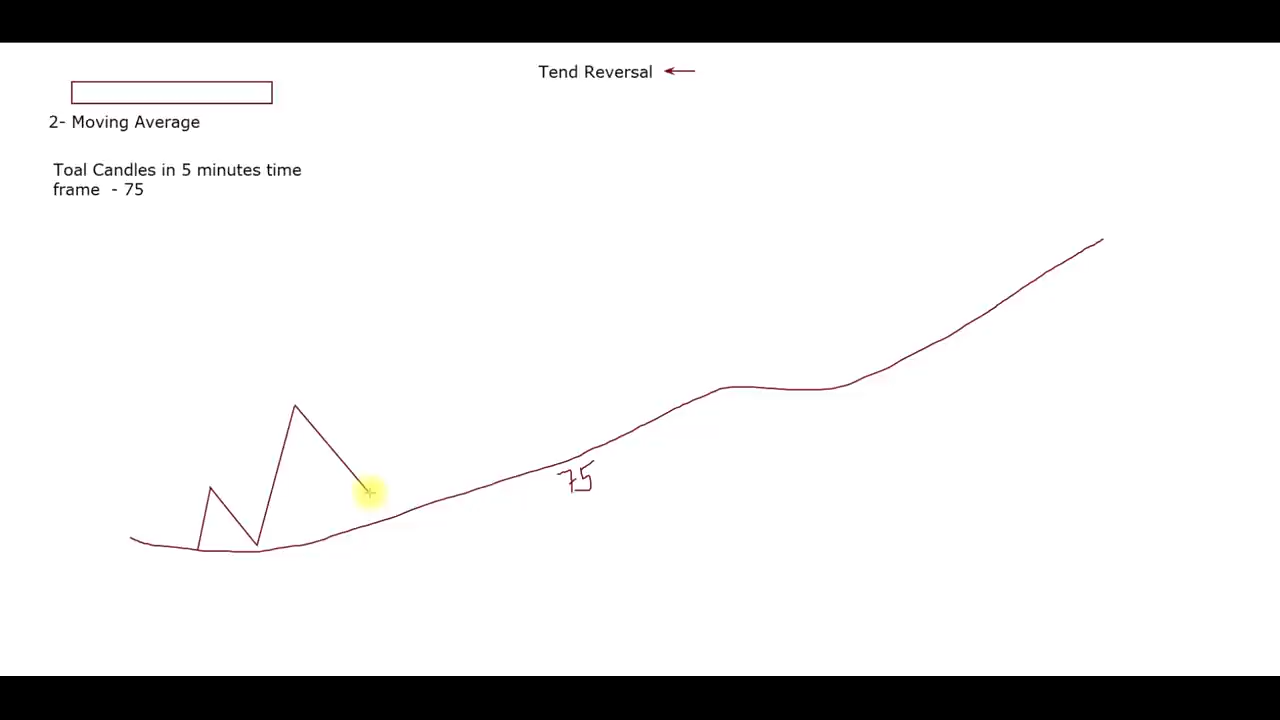 Tend Reversal
2- Moving Average
Toal Candles in 5 minutes time
frame - 75
75